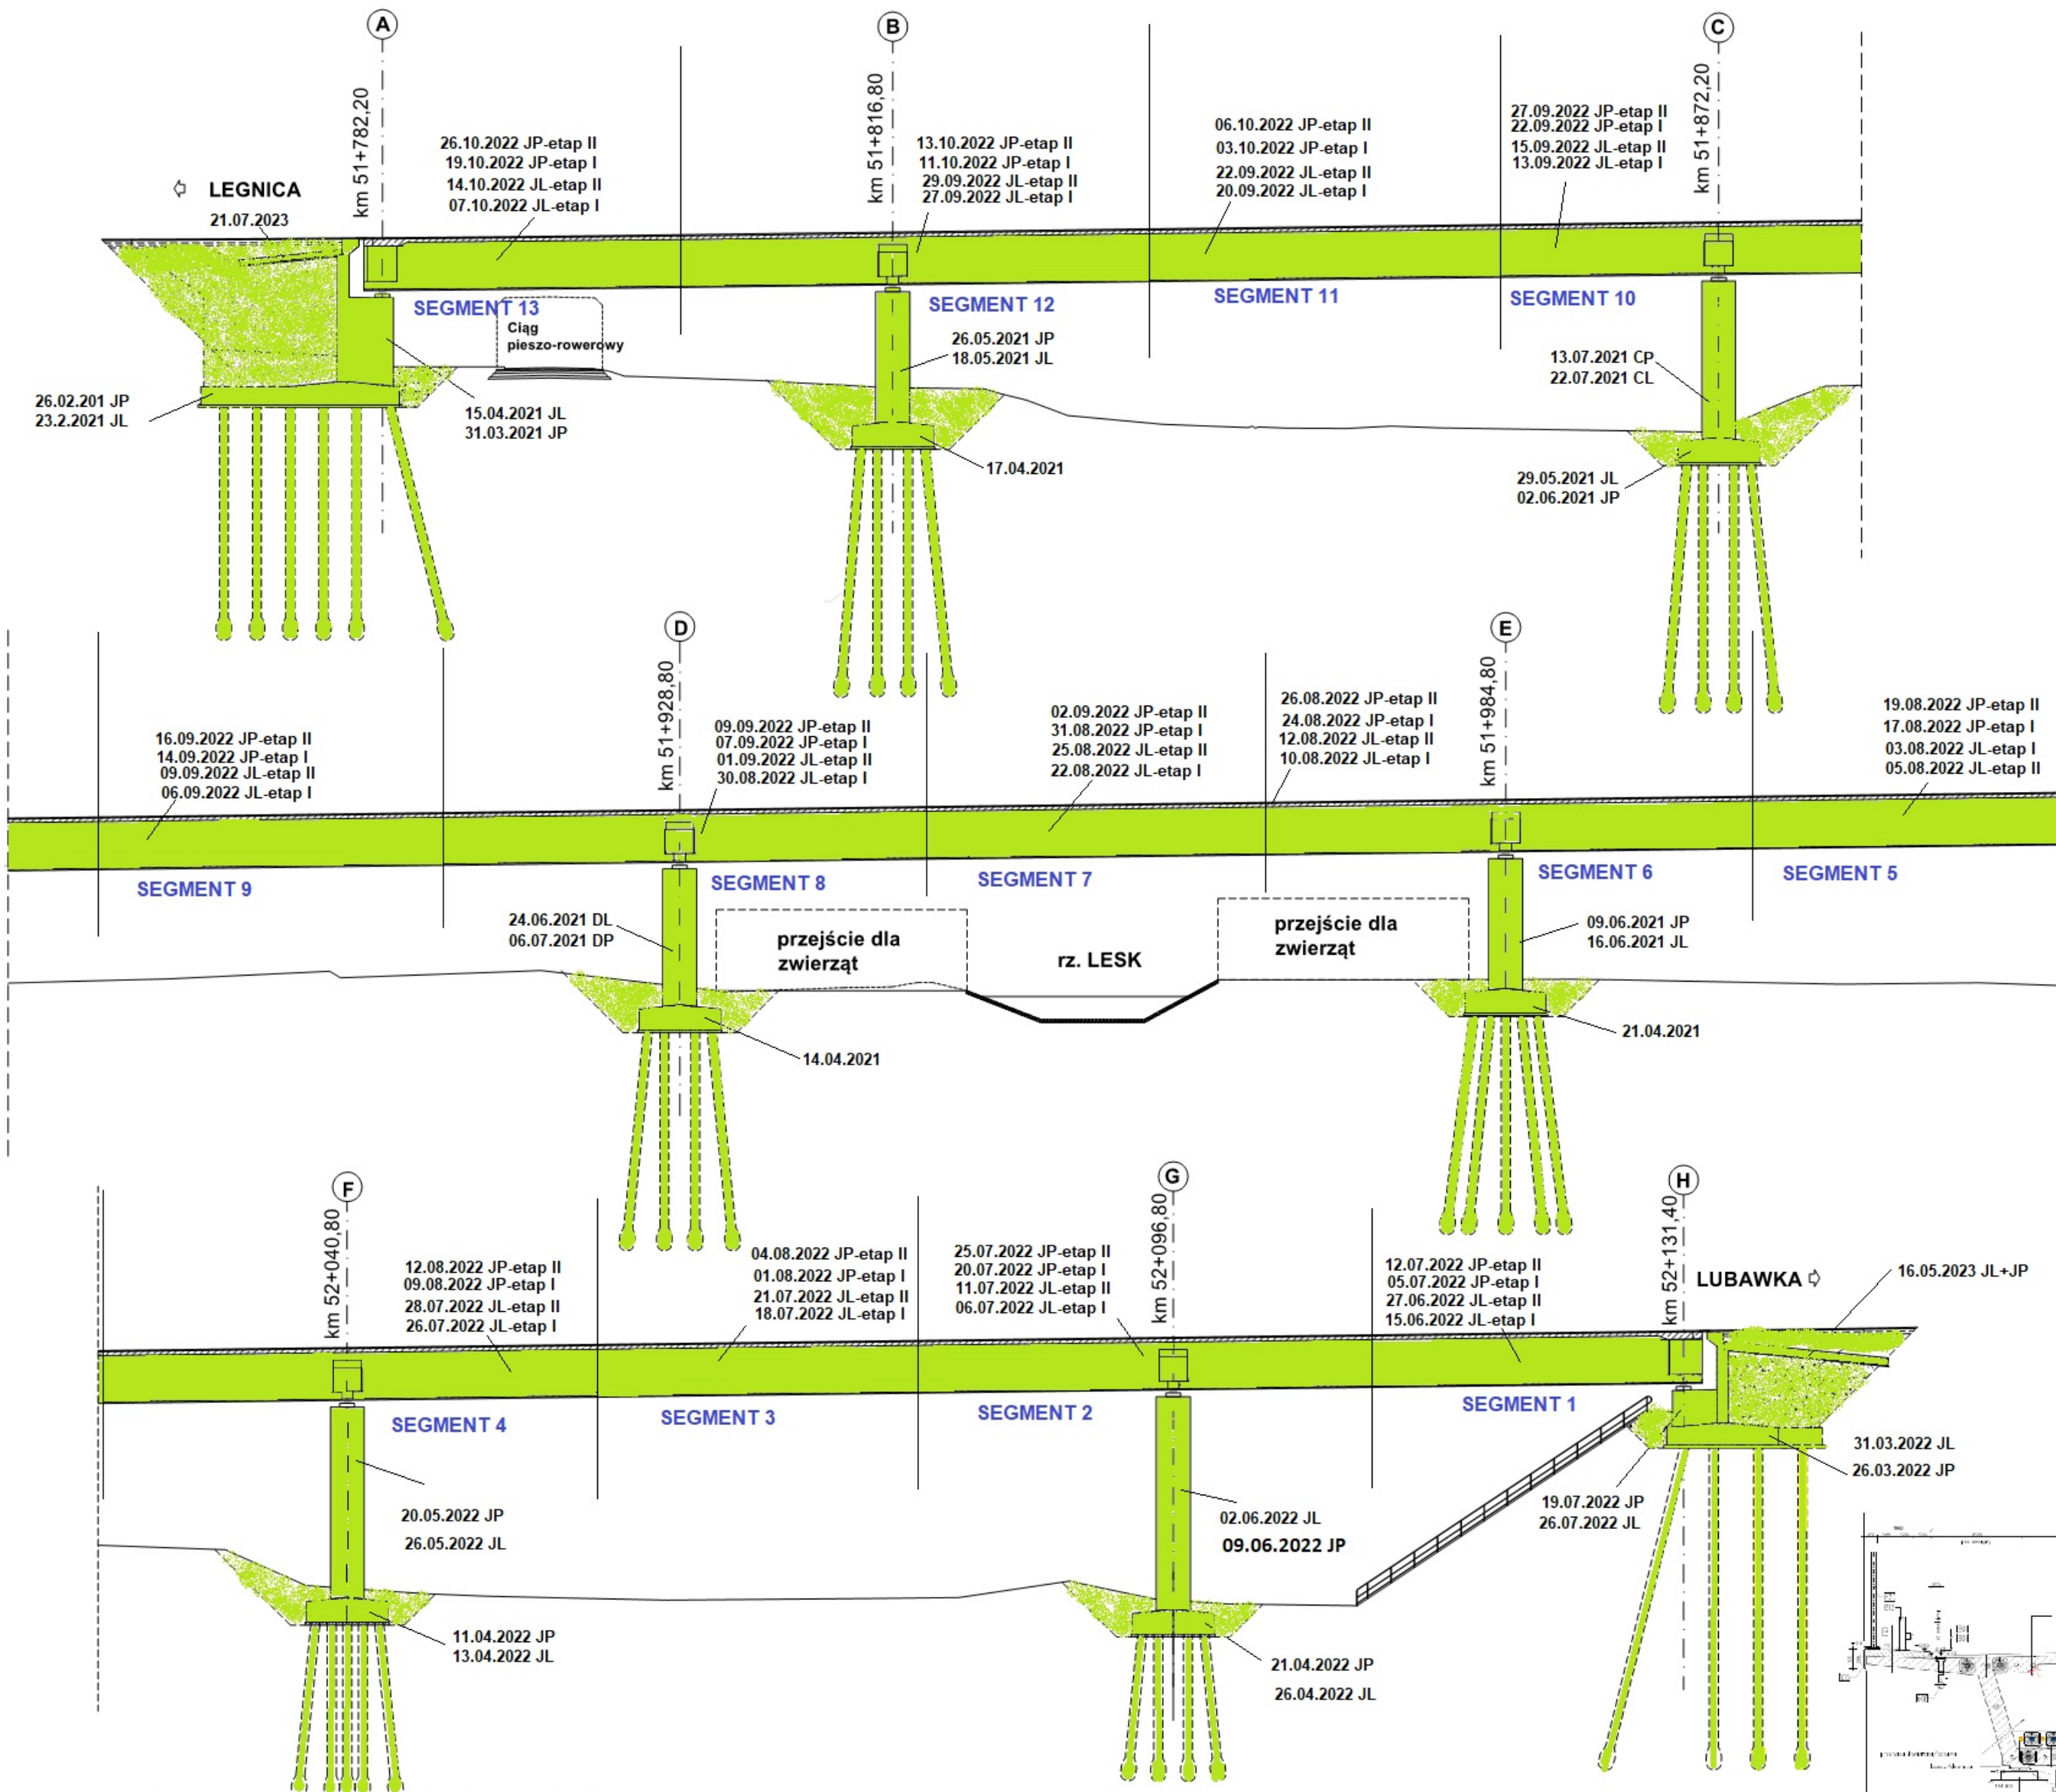 A
B
C
km 51+782,20
km 51+816,80
km 51+872,20
26.10.2022 JP-etap II
19.10.2022 JP-etap I
14.10.2022 JL-etap II
07.10.2022 JL-etap I
13.10.2022 JP-etap II
11.10.2022 JP-etap I
29.09.2022 JL-etap II
27.09.2022 JL-etap I
06.10.2022 JP-etap II
03.10.2022 JP-etap I
22.09.2022 JL-etap II
20.09.2022 JL-etap I
27.09.2022 JP-etap II
22.09.2022 JP-etap I
15.09.2022 JL-etap II
13.09.2022 JL-etap I
LEGNICA
21.07.2023
SEGMENT 13
SEGMENT 12
SEGMENT 11
SEGMENT 10
Ciąg
pieszo-rowerowy
26.05.2021 JP
18.05.2021 JL
13.07.2021 CP
22.07.2021 CL
26.02.201 JP
23.2.2021 JL
15.04.2021 JL
31.03.2021 JP
17.04.2021
29.05.2021 JL
02.06.2021 JP
D
E
km 51+928,80
km 51+984,80
16.09.2022 JP-etap II
14.09.2022 JP-etap I
09.09.2022 JL-etap II
06.09.2022 JL-etap I
09.09.2022 JP-etap II
07.09.2022 JP-etap I
01.09.2022 JL-etap II
30.08.2022 JL-etap I
02.09.2022 JP-etap II
31.08.2022 JP-etap I
25.08.2022 JL-etap II
22.08.2022 JL-etap I
26.08.2022 JP-etap II
24.08.2022 JP-etap I
12.08.2022 JL-etap II
10.08.2022 JL-etap I
19.08.2022 JP-etap II
17.08.2022 JP-etap I
03.08.2022 JL-etap I
05.08.2022 JL-etap II
SEGMENT 9
SEGMENT 8
SEGMENT 7
SEGMENT 6
SEGMENT 5
24.06.2021 DL
06.07.2021 DP
przejście dla
zwierząt
rz. LESK
przejście dla
zwierząt
09.06.2021 JP
16.06.2021 JL
14.04.2021
21.04.2021
F
G
H
km 52+040,80
km 52+096,80
km 52+131,40
12.08.2022 JP-etap II
09.08.2022 JP-etap I
28.07.2022 JL-etap II
26.07.2022 JL-etap I
04.08.2022 JP-etap II
01.08.2022 JP-etap I
21.07.2022 JL-etap II
18.07.2022 JL-etap I
25.07.2022 JP-etap II
20.07.2022 JP-etap I
11.07.2022 JL-etap II
06.07.2022 JL-etap I
12.07.2022 JP-etap II
05.07.2022 JP-etap I
27.06.2022 JL-etap II
15.06.2022 JL-etap I
LUBAWKA
16.05.2023 JL+JP
SEGMENT 4
SEGMENT 3
SEGMENT 2
SEGMENT 1
20.05.2022 JP
26.05.2022 JL
02.06.2022 JL
09.06.2022 JP
19.07.2022 JP
26.07.2022 JL
31.03.2022 JL
26.03.2022 JP
11.04.2022 JP
13.04.2022 JL
21.04.2022 JP
26.04.2022 JL